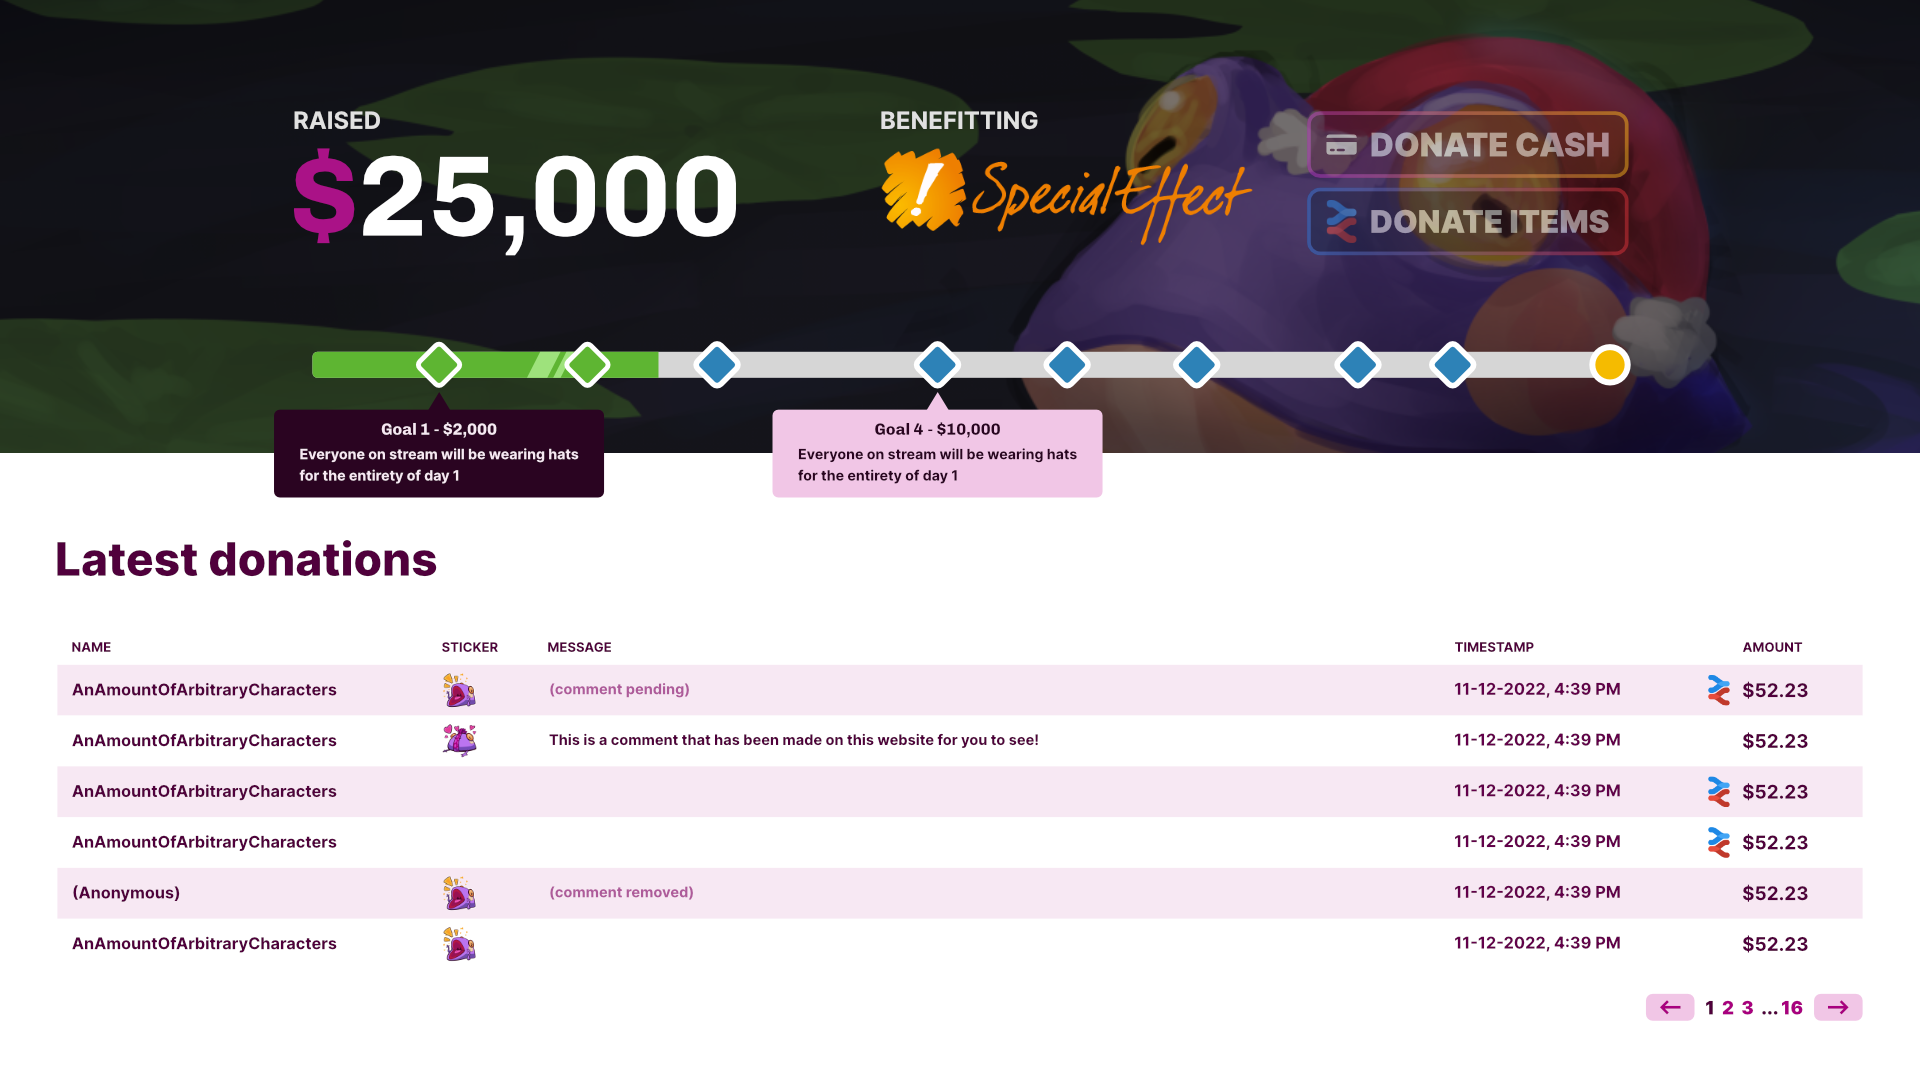 RAISED
$25,000
BENEFITTING
! SpecialEffect
DONATE CASH
DONATE ITEMS
Goal 1 - $2,000
Everyone on stream will be wearing hats
for the entirety of day 1
Goal 4 - $10,000
Everyone on stream will be wearing hats
for the entirety of day 1
Latest donations
NAME STICKER MESSAGE TIMESTAMP AMOUNT
AnAmountOfArbitraryCharacters (comment pending) 11-12-2022, 4:39 PM $52.23
AnAmountOfArbitraryCharacters This is a comment that has been made on this website for you to see! 11-12-2022, 4:39 PM $52.23
AnAmountOfArbitraryCharacters 11-12-2022, 4:39 PM $52.23
AnAmountOfArbitraryCharacters 11-12-2022, 4:39 PM $52.23
(Anonymous) (comment removed) 11-12-2022, 4:39 PM $52.23
AnAmountOfArbitraryCharacters 11-12-2022, 4:39 PM $52.23
← 1 2 3 ... 16 →